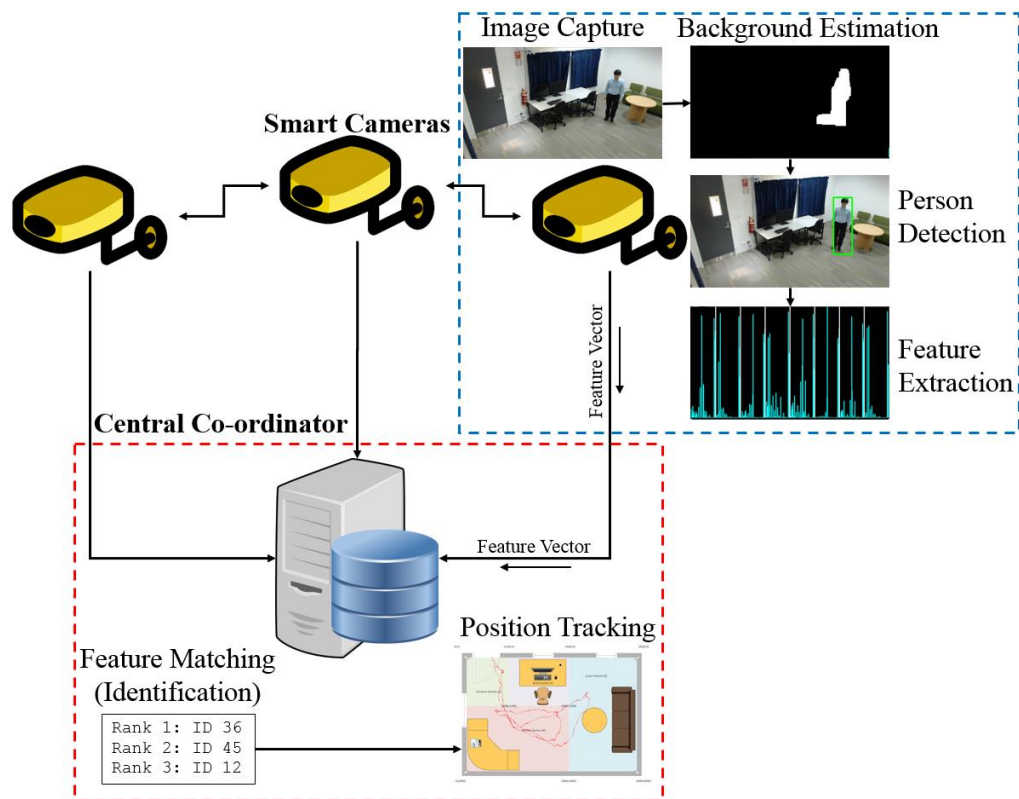 Image Capture
Background Estimation
Smart Cameras
Person
Detection
Feature Vector
Feature
Extraction
Central Co-ordinator
Feature Vector
Position Tracking
Feature Matching
(Identification)
Rank 1: ID 36
Rank 2: ID 45
Rank 3: ID 12